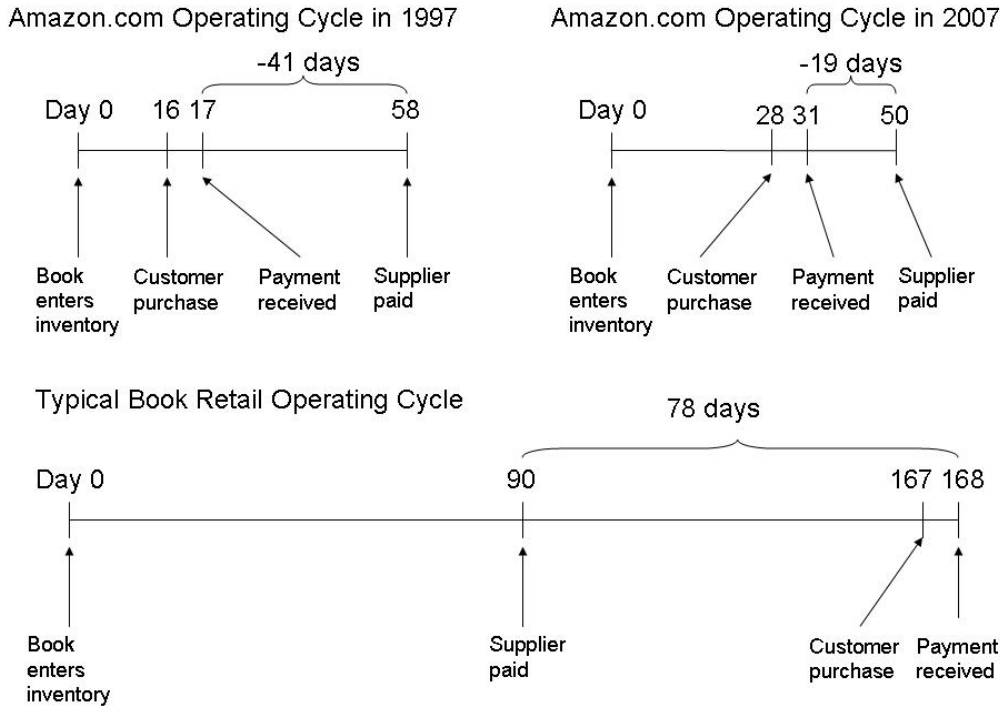 Amazon.com Operating Cycle in 1997
-41 days
Day 0 16 17 58
Book
enters
inventory
Customer
purchase
Payment
received
Supplier
paid
Amazon.com Operating Cycle in 2007
-19 days
Day 0 28 31 50
Book
enters
inventory
Customer
purchase
Payment
received
Supplier
paid
Typical Book Retail Operating Cycle
78 days
Day 0 90 167 168
Book
enters
inventory
Supplier
paid
Customer
purchase
Payment
received